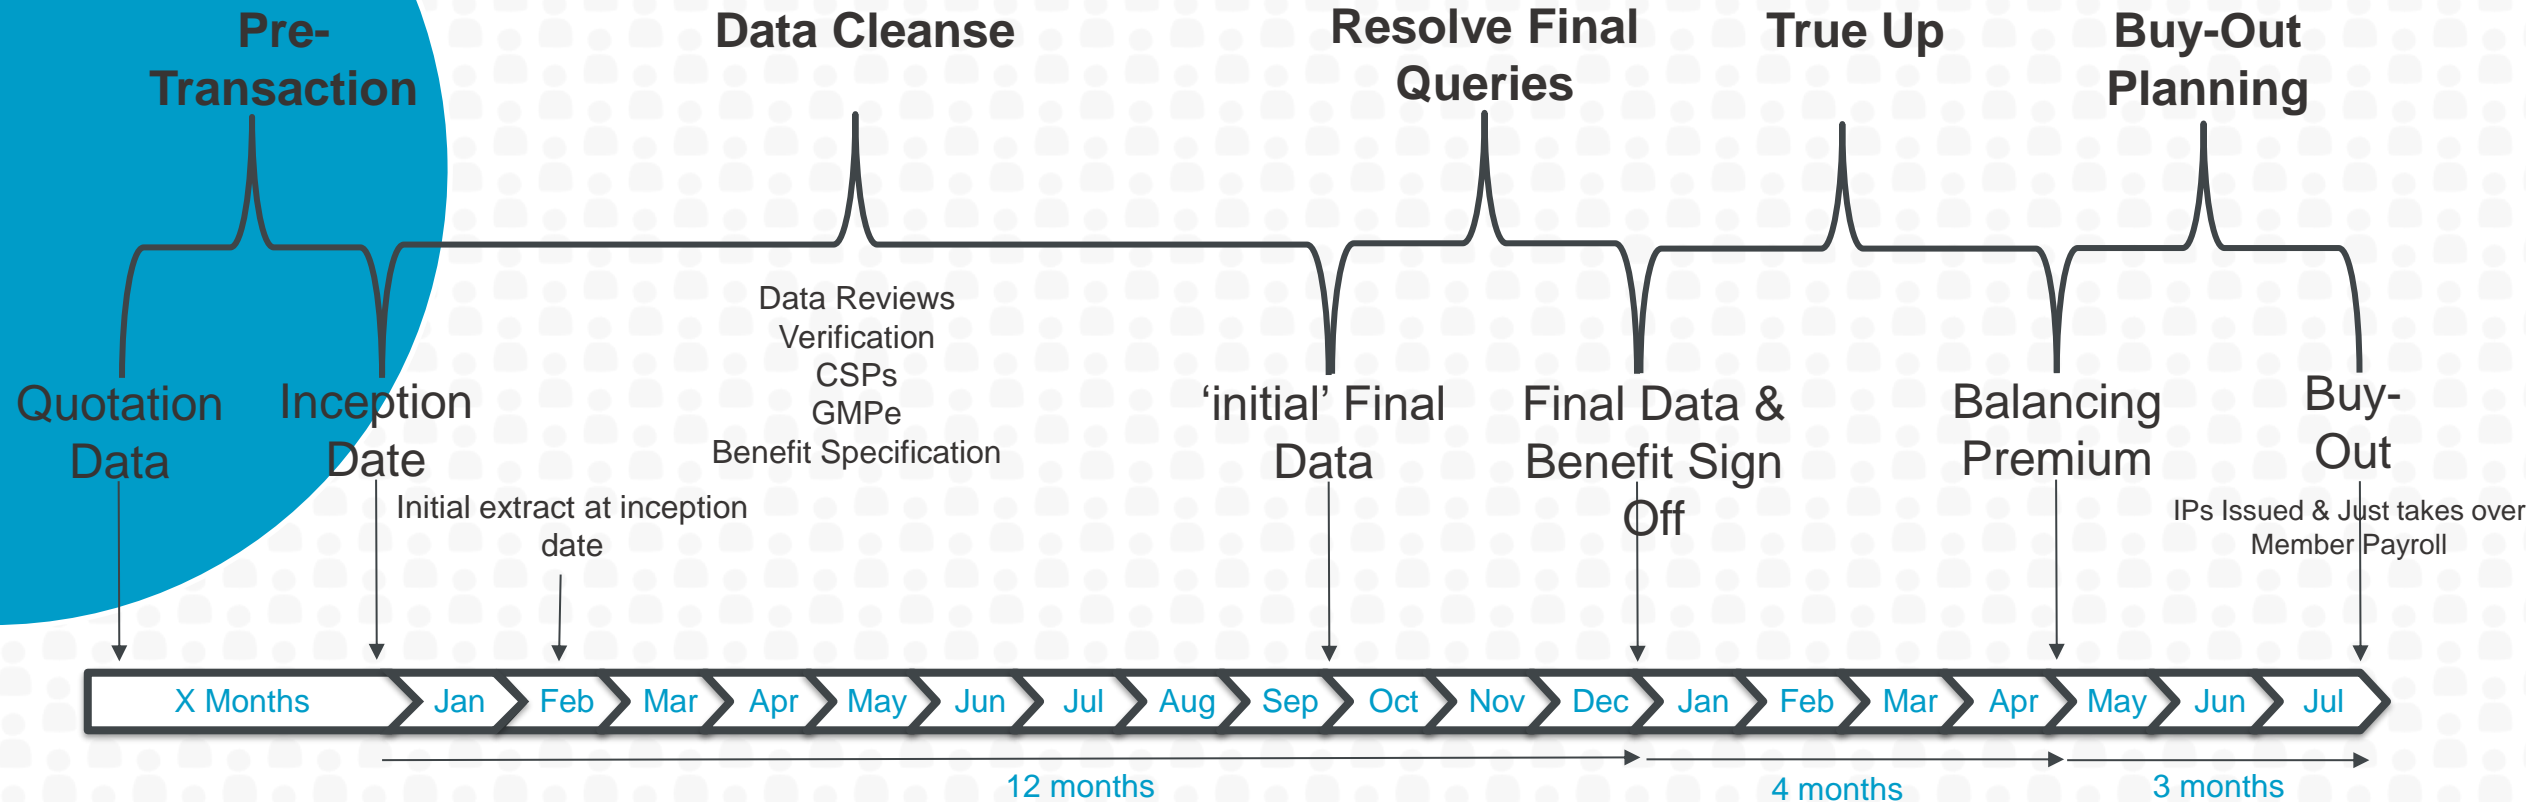 Pre-
Transaction
Data Cleanse
Resolve Final
Queries
True Up
Buy-Out
Planning
Data Reviews
Verification
CSPs
GMPe
Benefit Specification
Quotation
Data
Inception
Date
Initial extract at inception
date
‘initial’ Final
Data
Final Data &
Benefit Sign
Off
Balancing
Premium
Buy-
Out
IPs Issued & Just takes over
Member Payroll
X Months
Jan
Feb
Mar
Apr
May
Jun
Jul
Aug
Sep
Oct
Nov
Dec
Jan
Feb
Mar
Apr
May
Jun
Jul
12 months
4 months
3 months